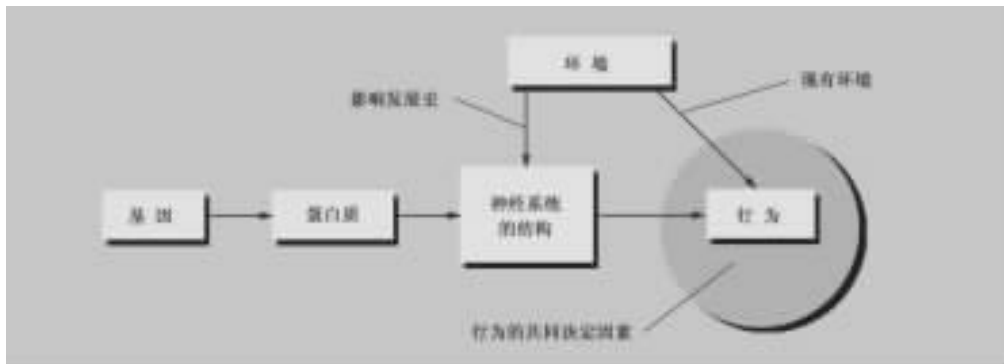 环 境
影响发展史
现有环境
基 因
蛋白质
神经系统
的结构
行 为
行为的共同决定因素